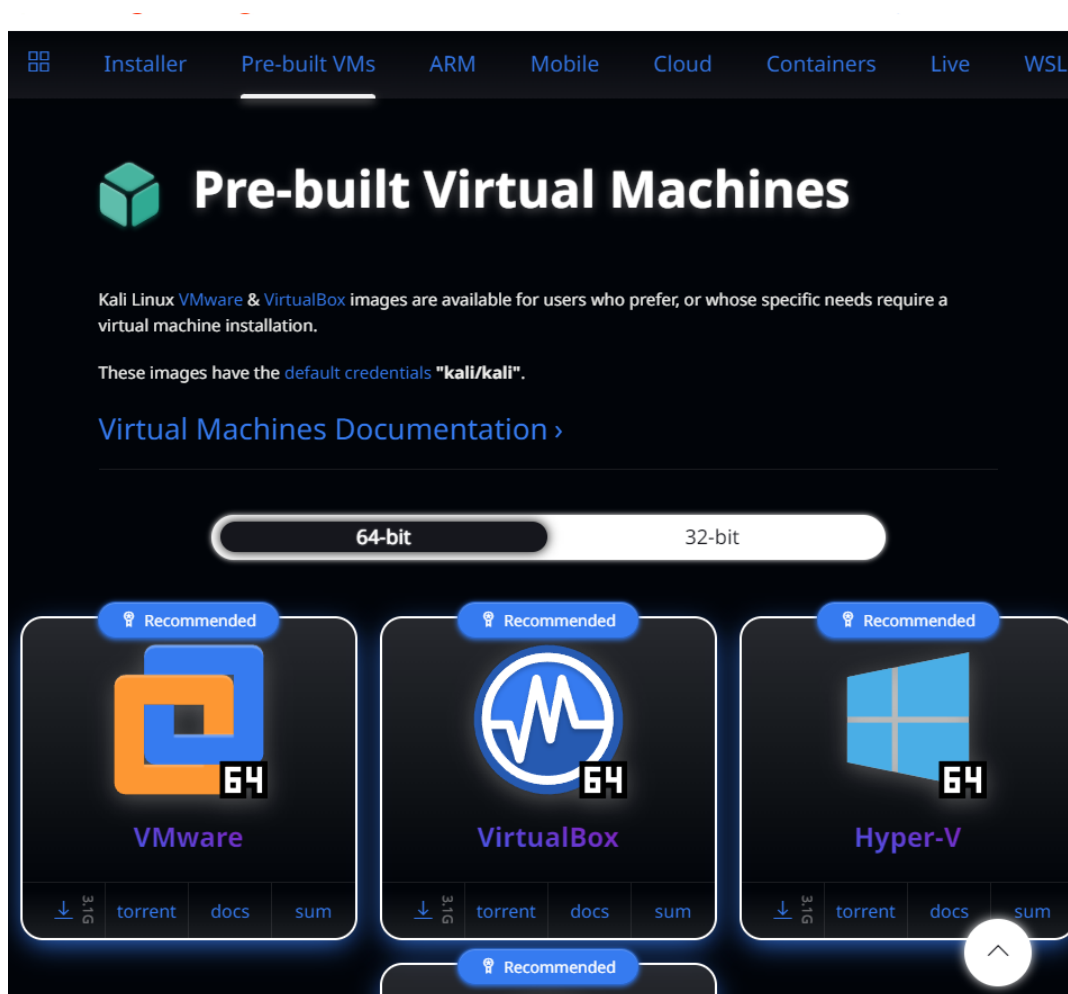 Installer Pre-built VMs ARM Mobile Cloud Containers Live WSL
Pre-built Virtual Machines
Kali Linux VMware & VirtualBox images are available for users who prefer, or whose specific needs require a
virtual machine installation.
These images have the default credentials "kali/kali".
Virtual Machines Documentation ›
64-bit 32-bit
Recommended Recommended Recommended
64 64 64
VMware VirtualBox Hyper-V
3.1G torrent docs sum 3.1G torrent docs sum 3.1G torrent docs sum
Recommended